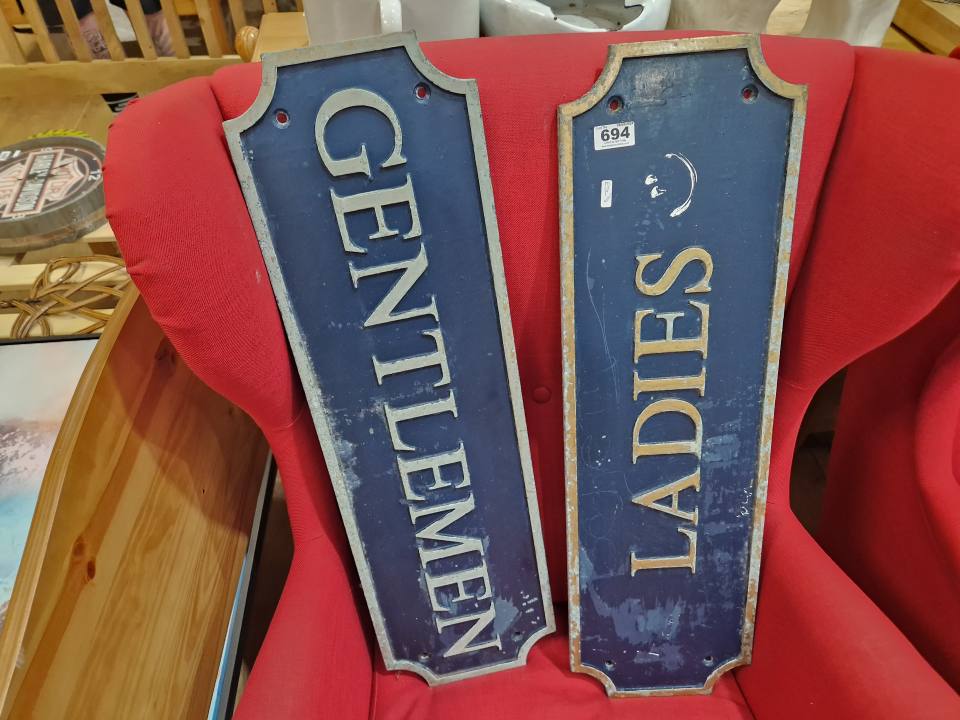 GENTLEMEN
694
LADIES